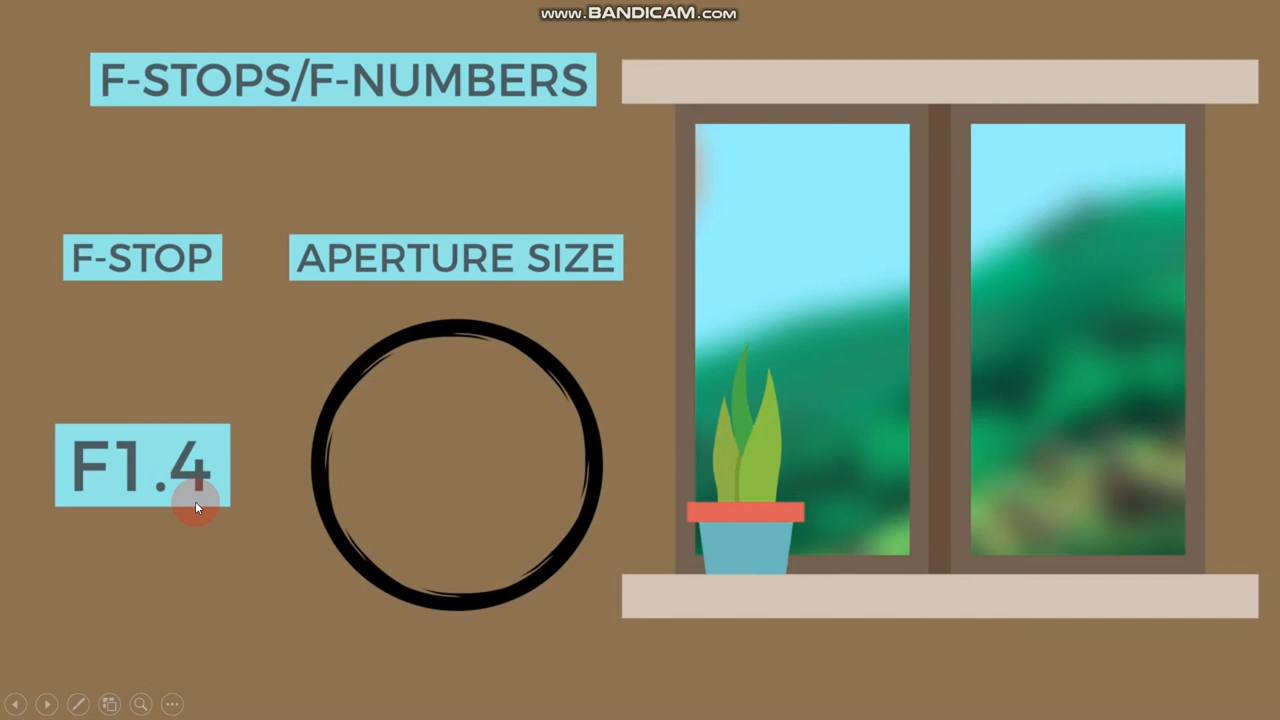 www.BANDICAM.com
F-STOPS/F-NUMBERS
F-STOP
APERTURE SIZE
F1.4